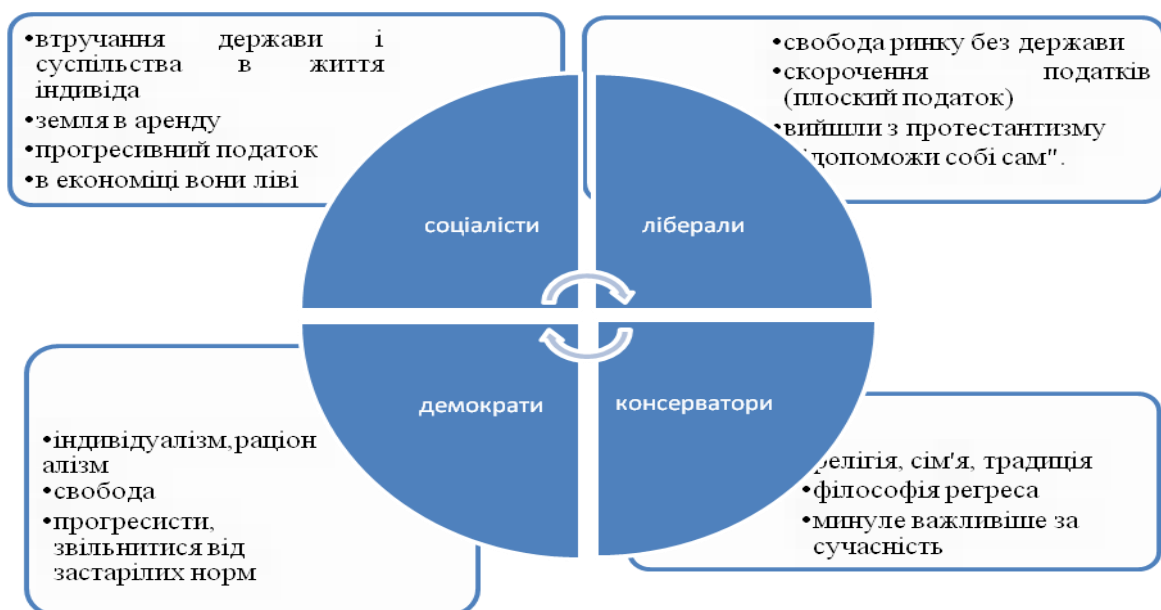 •втручання держави і
суспільства в життя
індивіда
•земля в аренду
•прогресивний податок
•в економіці вони ліві
•свобода ринку без держави
•скорочення податків
(плоский податок)
•вийшли з протестантизму
допоможи собі сам".
соціалісти
ліберали
демократи
консерватори
•індивідуалізм,раціон
алізм
•свобода
•прогресисти,
звільнитися від
застарілих норм
релігія, сім'я, традиція
•філософія регреса
•минуле важливіше за
сучасність